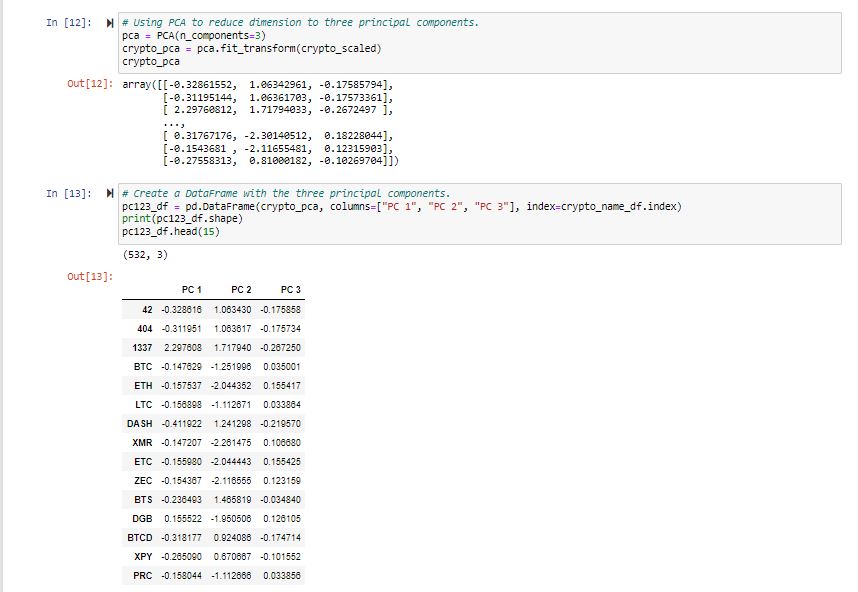 In [12]: # Using PCA to reduce dimension to three principal components.
pca = PCA(n_components=3)
crypto_pca = pca.fit_transform(crypto_scaled)
crypto_pca
Out[12]: array([[-0.32861552, 1.06342961, -0.17585794],
[-0.31195144, 1.06361703, -0.17573361],
[ 2.29760812, 1.71794033, -0.2672497 ],
...,
[ 0.31767176, -2.30140512, 0.18228044],
[-0.1543681 , -2.11655481, 0.12315903],
[-0.27558313, 0.81000182, -0.10269704]])
In [13]: # Create a DataFrame with the three principal components.
pc123_df = pd.DataFrame(crypto_pca, columns=["PC 1", "PC 2", "PC 3"], index=crypto_name_df.index)
print(pc123_df.shape)
pc123_df.head(15)
(532, 3)
Out[13]:
PC 1 PC 2 PC 3
42 -0.328616 1.063430 -0.175858
404 -0.311951 1.063617 -0.175734
1337 2.297608 1.717940 -0.267250
BTC -0.147629 -1.251996 0.035001
ETH -0.157537 -2.044352 0.155417
LTC -0.156898 -1.112671 0.033864
DASH -0.411922 1.241298 -0.219570
XMR -0.147207 -2.261475 0.106680
ETC -0.155980 -2.044443 0.155425
ZEC -0.154367 -2.116555 0.123159
BTS -0.236493 1.465819 -0.034840
DGB 0.155522 -1.950506 0.126105
BTCD -0.318177 0.924086 -0.174714
XPY -0.265090 0.670667 -0.101552
PRC -0.158044 -1.112666 0.033856